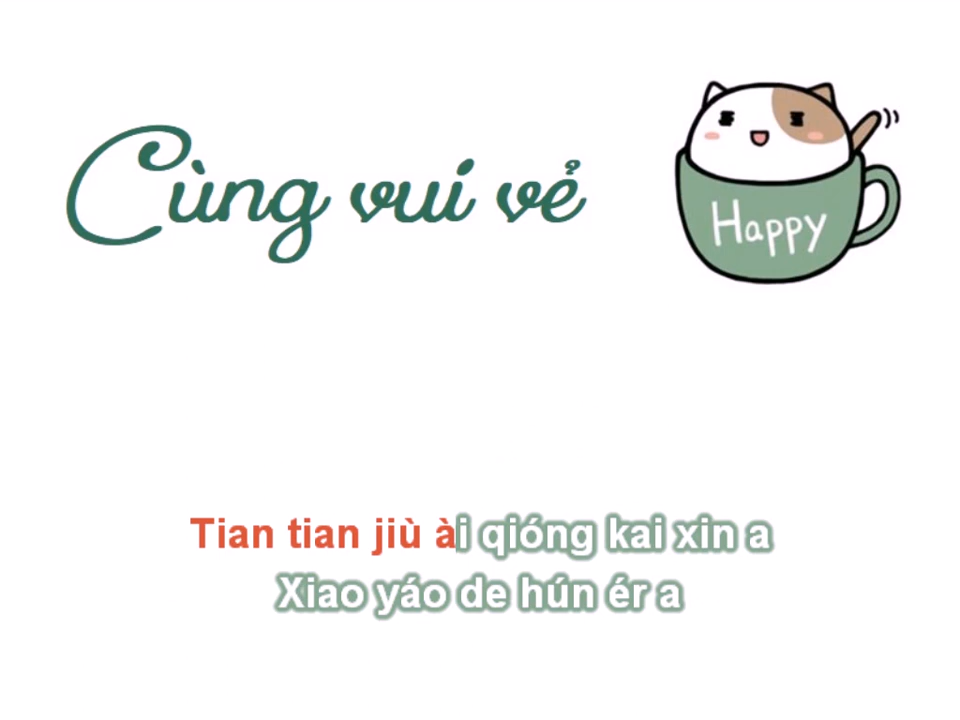 Cùng vui vẻ
Happy
Tian tian jiù ài qióng kai xin a
Xiao yáo de hún ér a